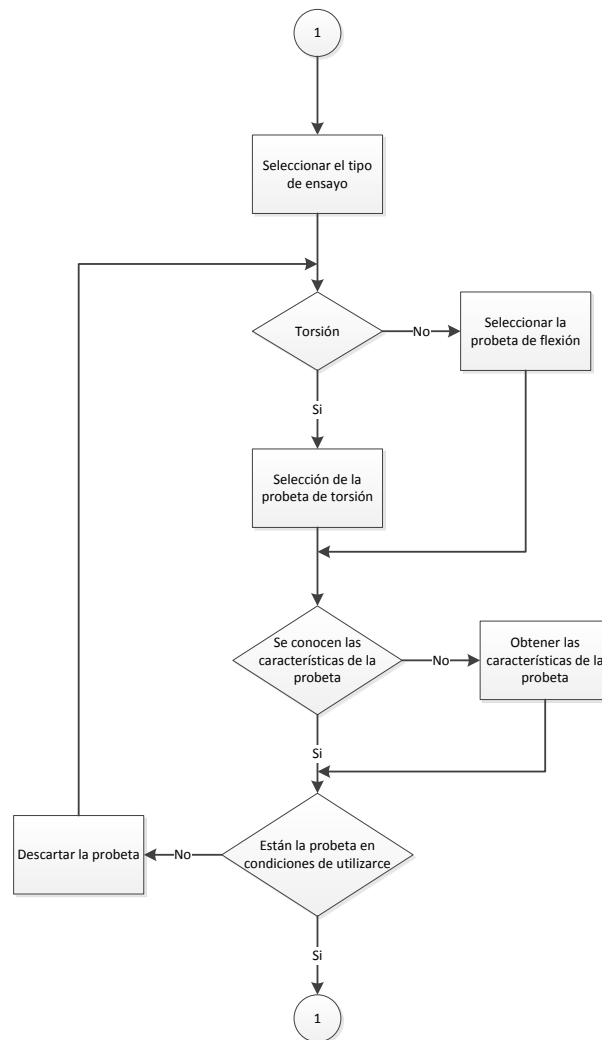 1
Seleccionar el tipo
de ensayo
Torsión
No
Seleccionar la
probeta de flexión
Si
Selección de la
probeta de torsión
Se conocen las
características de la
probeta
No
Obtener las
características de la
probeta
Si
Están la probeta en
condiciones de utilizarce
No
Descartar la probeta
Si
1